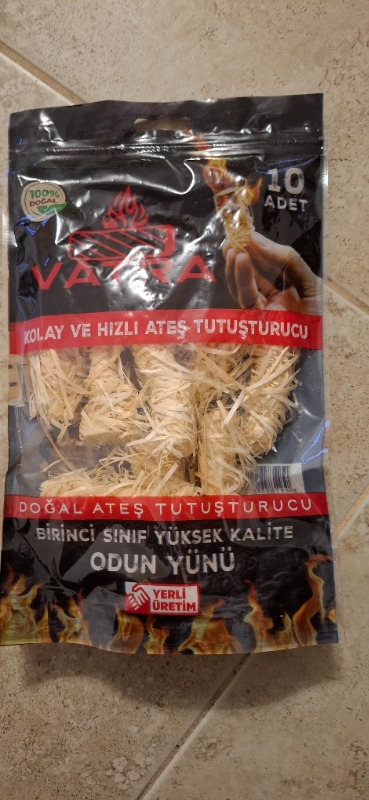 10
ADET
100%
DOĞAL
KOLAY VE HIZLI ATEŞ TUTUŞTURUCU
DOĞAL ATEŞ TUTUŞTURUCU
BİRİNCİ SINIF YÜKSEK KALİTE
ODUN YÜNÜ
YERLİ
ÜRETİM